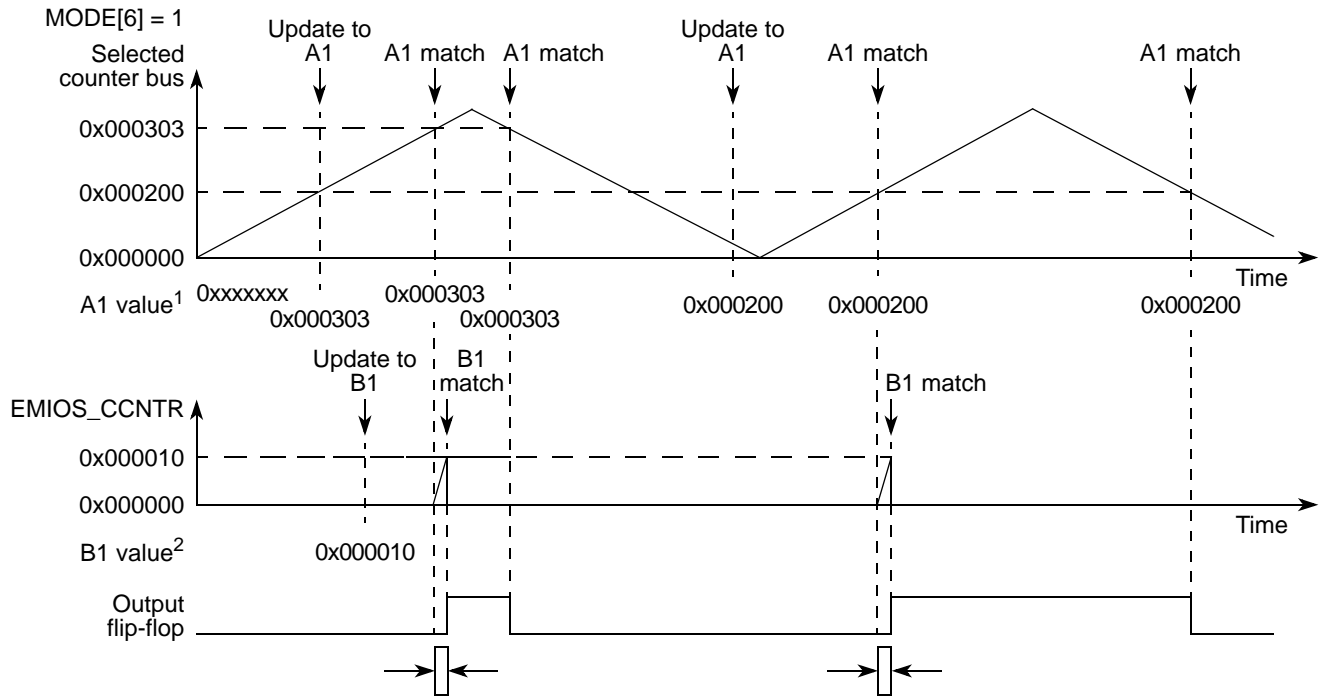 MODE[6] = 1
Update to
A1
A1 match
A1 match
Update to
A1
A1 match
A1 match
Selected
counter bus
0x000303
0x000200
0x000000
Time
A1 value1
0xxxxxxx
0x000303
0x000303
0x000303
0x000200
0x000200
0x000200
Update to
B1
B1
match
B1 match
EMIOS_CCNTR
0x000010
0x000000
Time
B1 value2
0x000010
Output
flip-flop